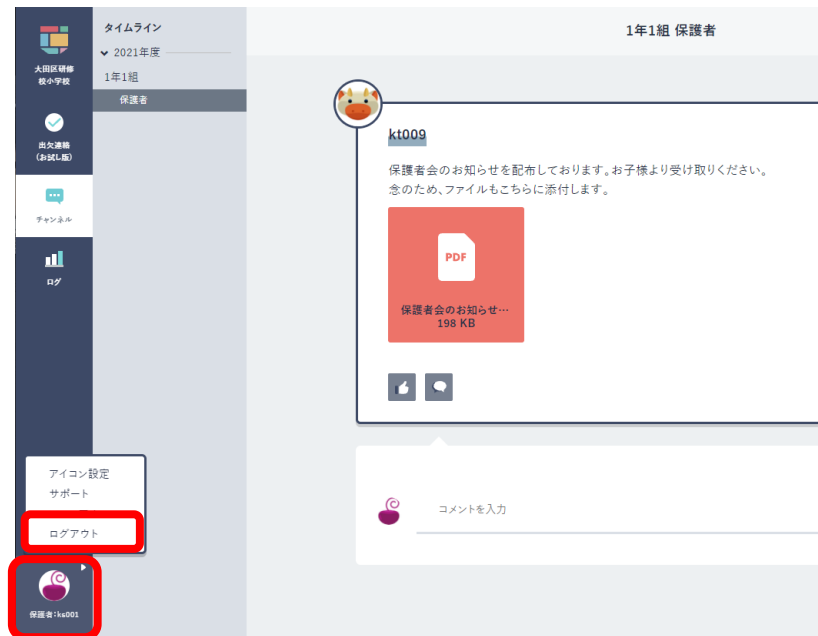 大田区研修
校小学校
出欠連絡
(お試し版)
チャンネル
ログ
タイムライン
2021年度
1年1組
保護者
1年1組 保護者
kt009
保護者会のお知らせを配布しております。お子様より受け取りください。
念のため、ファイルもこちらに添付します。
PDF
保護者会のお知らせ…
198 KB
コメントを入力
アイコン設定
サポート
ログアウト
保護者:ks001